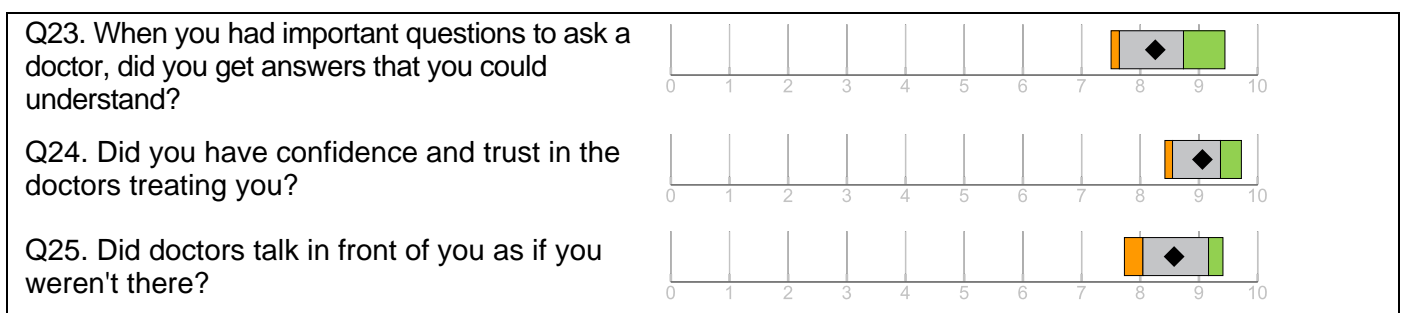 Q23. When you had important questions to ask a
doctor, did you get answers that you could
understand?
0 1 2 3 4 5 6 7 8 9 10
Q24. Did you have confidence and trust in the
doctors treating you?
0 1 2 3 4 5 6 7 8 9 10
Q25. Did doctors talk in front of you as if you
weren't there?
0 1 2 3 4 5 6 7 8 9 10